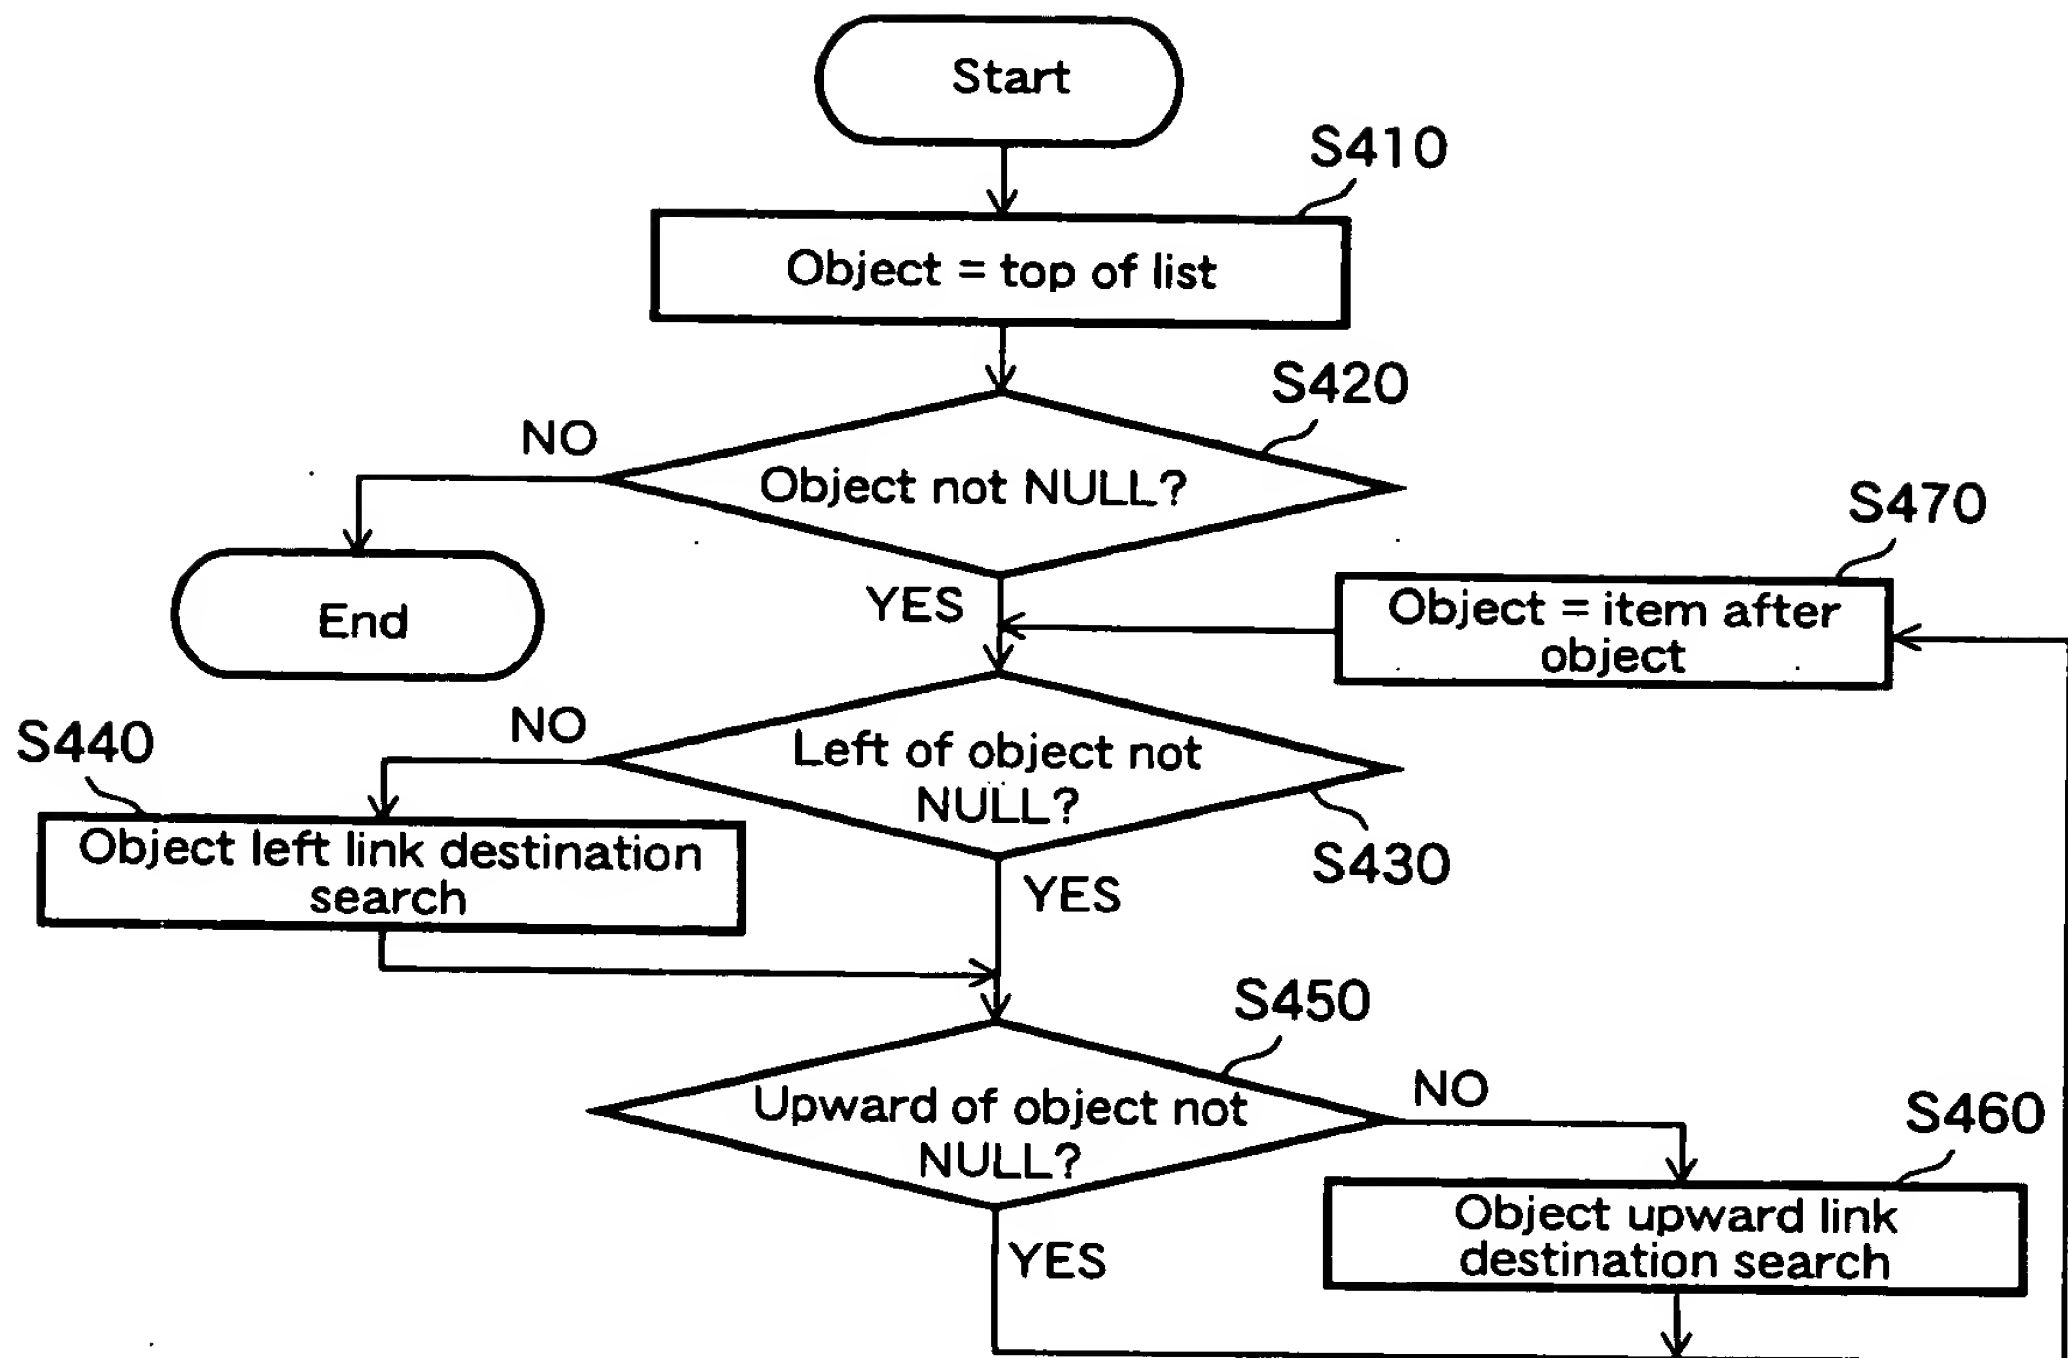 Start
S410
Object = top of list
S420
NO
Object not NULL?
S470
YES
Object = item after
object
End
NO
S440
Left of object not
NULL?
Object left link destination
search
S430
YES
S450
NO
Upward of object not
NULL?
S460
Object upward link
destination search
YES